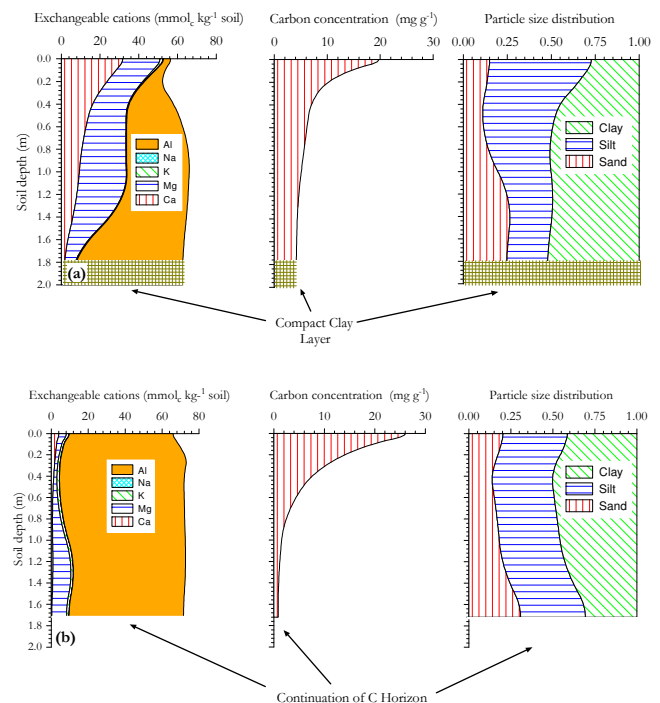 Exchangeable cations (mmolc kg-1 soil)
Carbon concentration (mg g-1)
Particle size distribution
0 20 40 60 80
0 10 20 30
0.00 0.25 0.50 0.75 1.00
0.0
0.2
0.4
0.6
0.8
1.0
1.2
1.4
1.6
1.8
2.0
Soil depth (m)
Al
Na
K
Mg
Ca
Clay
Silt
Sand
(a)
Compact Clay
Layer
Exchangeable cations (mmolc kg-1 soil)
Carbon concentration (mg g-1)
Particle size distribution
0 20 40 60 80
0 10 20 30
0.00 0.25 0.50 0.75 1.00
0.0
0.2
0.4
0.6
0.8
1.0
1.2
1.4
1.6
1.8
2.0
Soil depth (m)
Al
Na
K
Mg
Ca
Clay
Silt
Sand
(b)
Continuation of C Horizon